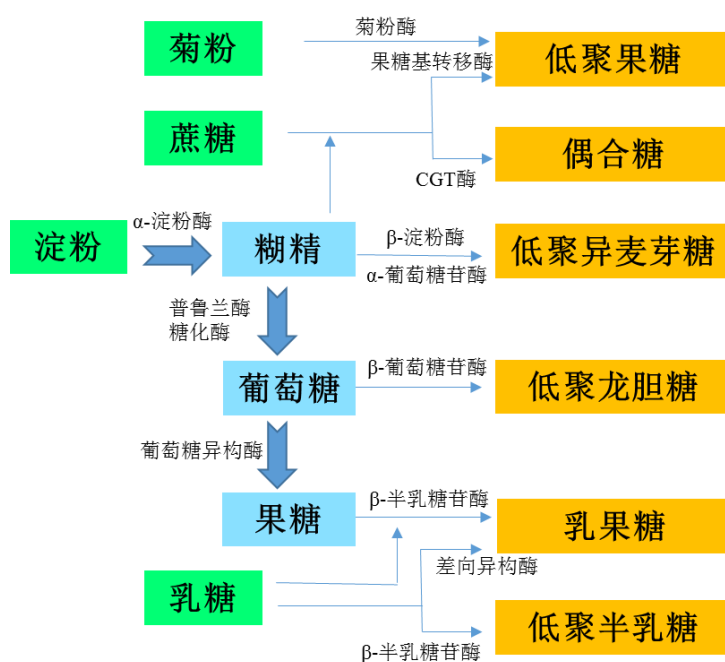 菊粉
菊粉酶
低聚果糖
果糖基转移酶
蔗糖
偶合糖
CGT酶
α-淀粉酶
淀粉
糊精
β-淀粉酶
α-葡萄糖苷酶
低聚异麦芽糖
普鲁兰酶
糖化酶
葡萄糖
β-葡萄糖苷酶
低聚龙胆糖
葡萄糖异构酶
果糖
β-半乳糖苷酶
乳果糖
差向异构酶
乳糖
低聚半乳糖
β-半乳糖苷酶